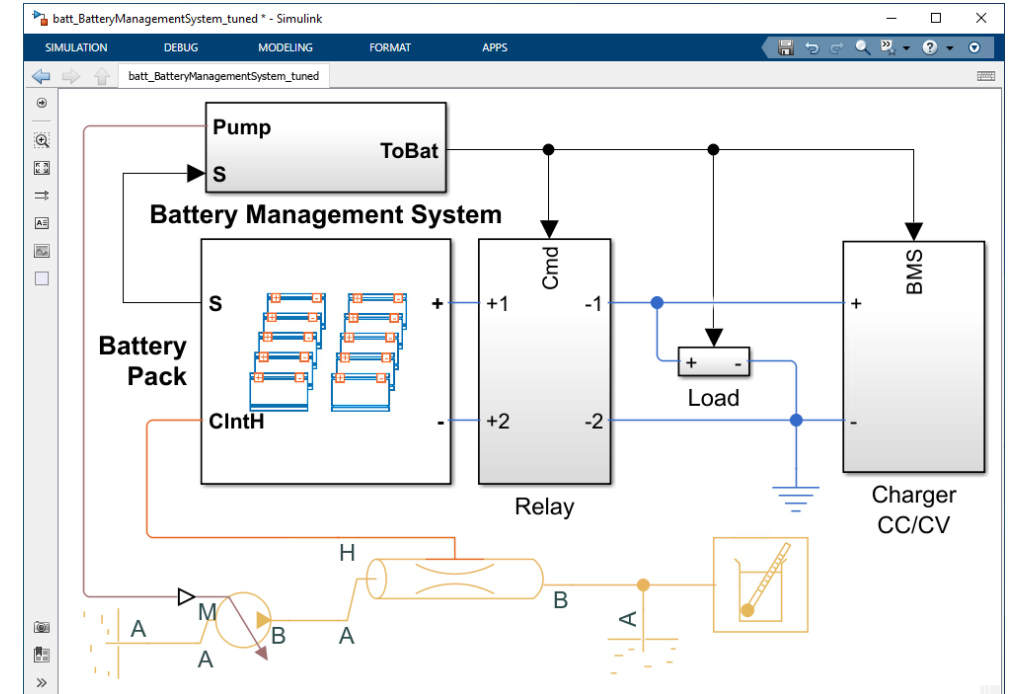 batt_BatteryManagementSystem_tuned * - Simulink
SIMULATION DEBUG MODELING FORMAT APPS
batt_BatteryManagementSystem_tuned
Pump
ToBat
S
Battery Management System
Cmd
BMS
S
+ +1 -1 +
+ -
Battery
Pack
Load
ClntH
- +2 -2 -
Relay
Charger
CC/CV
H
B
M
A
B
A
A
A